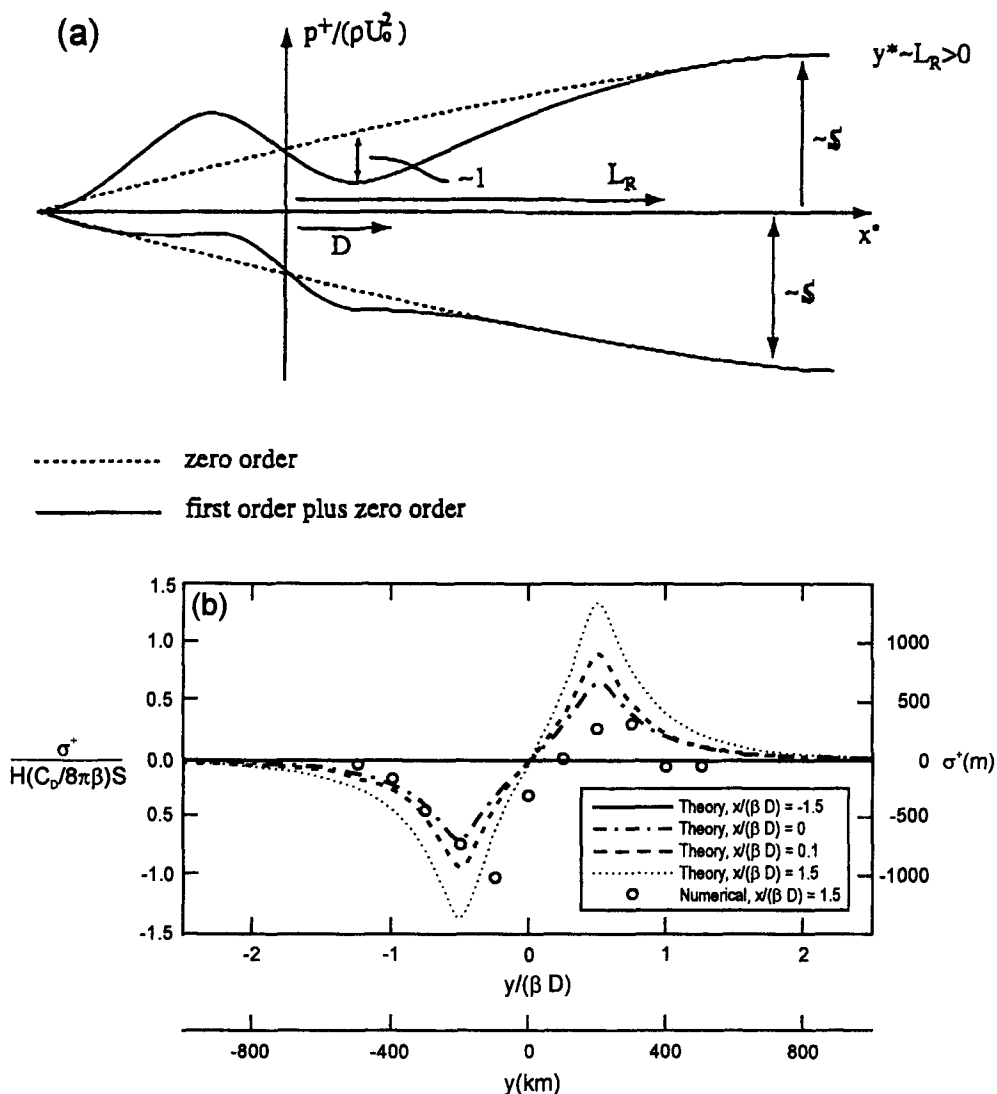 (a)
p⁺/(ρU₀²)
y*~L_R>0
~S
~1
L_R
D
x*
~S
zero order
first order plus zero order
(b)
1.5
1.0
0.5
0.0
0.5
-1.0
-1.5
σ⁺
H(C_D/8πβ)S
1000
500
0
-500
-1000
σ⁺(m)
Theory, x/(β D) = -1.5
Theory, x/(β D) = 0
Theory, x/(β D) = 0.1
Theory, x/(β D) = 1.5
Numerical, x/(β D) = 1.5
-2
-1
0
1
2
y/(β D)
-800
-400
0
400
800
y(km)